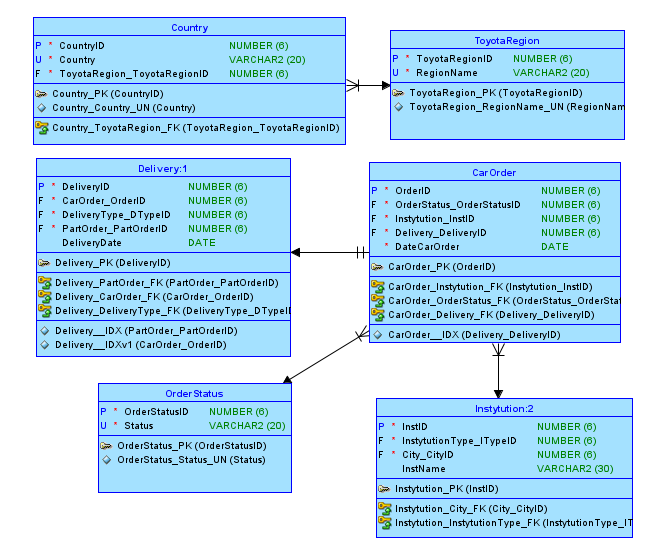 Country
P * CountryID NUMBER (6)
U * Country VARCHAR2 (20)
F * ToyotaRegion_ToyotaRegionID NUMBER (6)
Country_PK (CountryID)
Country_Country_UN (Country)
Country_ToyotaRegion_FK (ToyotaRegion_ToyotaRegionID)
ToyotaRegion
P * ToyotaRegionID NUMBER (6)
U * RegionName VARCHAR2 (20)
ToyotaRegion_PK (ToyotaRegionID)
ToyotaRegion_RegionName_UN (RegionNam
Delivery:1
P * DeliveryID NUMBER (6)
F * CarOrder_OrderID NUMBER (6)
F * DeliveryType_DTypeID NUMBER (6)
F * PartOrder_PartOrderID NUMBER (6)
DeliveryDate DATE
Delivery_PK (DeliveryID)
Delivery_PartOrder_FK (PartOrder_PartOrderID)
Delivery_CarOrder_FK (CarOrder_OrderID)
Delivery_DeliveryType_FK (DeliveryType_DTypeI
Delivery__IDX (PartOrder_PartOrderID)
Delivery__IDXv1 (CarOrder_OrderID)
CarOrder
P * OrderID NUMBER (6)
F * OrderStatus_OrderStatusID NUMBER (6)
F * Instytution_InstID NUMBER (6)
F * Delivery_DeliveryID NUMBER (6)
* DateCarOrder DATE
CarOrder_PK (OrderID)
CarOrder_Instytution_FK (Instytution_InstID)
CarOrder_OrderStatus_FK (OrderStatus_OrderSta
CarOrder_Delivery_FK (Delivery_DeliveryID)
CarOrder__IDX (Delivery_DeliveryID)
OrderStatus
P * OrderStatusID NUMBER (6)
U * Status VARCHAR2 (20)
OrderStatus_PK (OrderStatusID)
OrderStatus_Status_UN (Status)
Instytution:2
P * InstID NUMBER (6)
F * InstytutionType_ITypeID NUMBER (6)
F * City_CityID NUMBER (6)
InstName VARCHAR2 (30)
Instytution_PK (InstID)
Instytution_City_FK (City_CityID)
Instytution_InstytutionType_FK (InstytutionType_IT